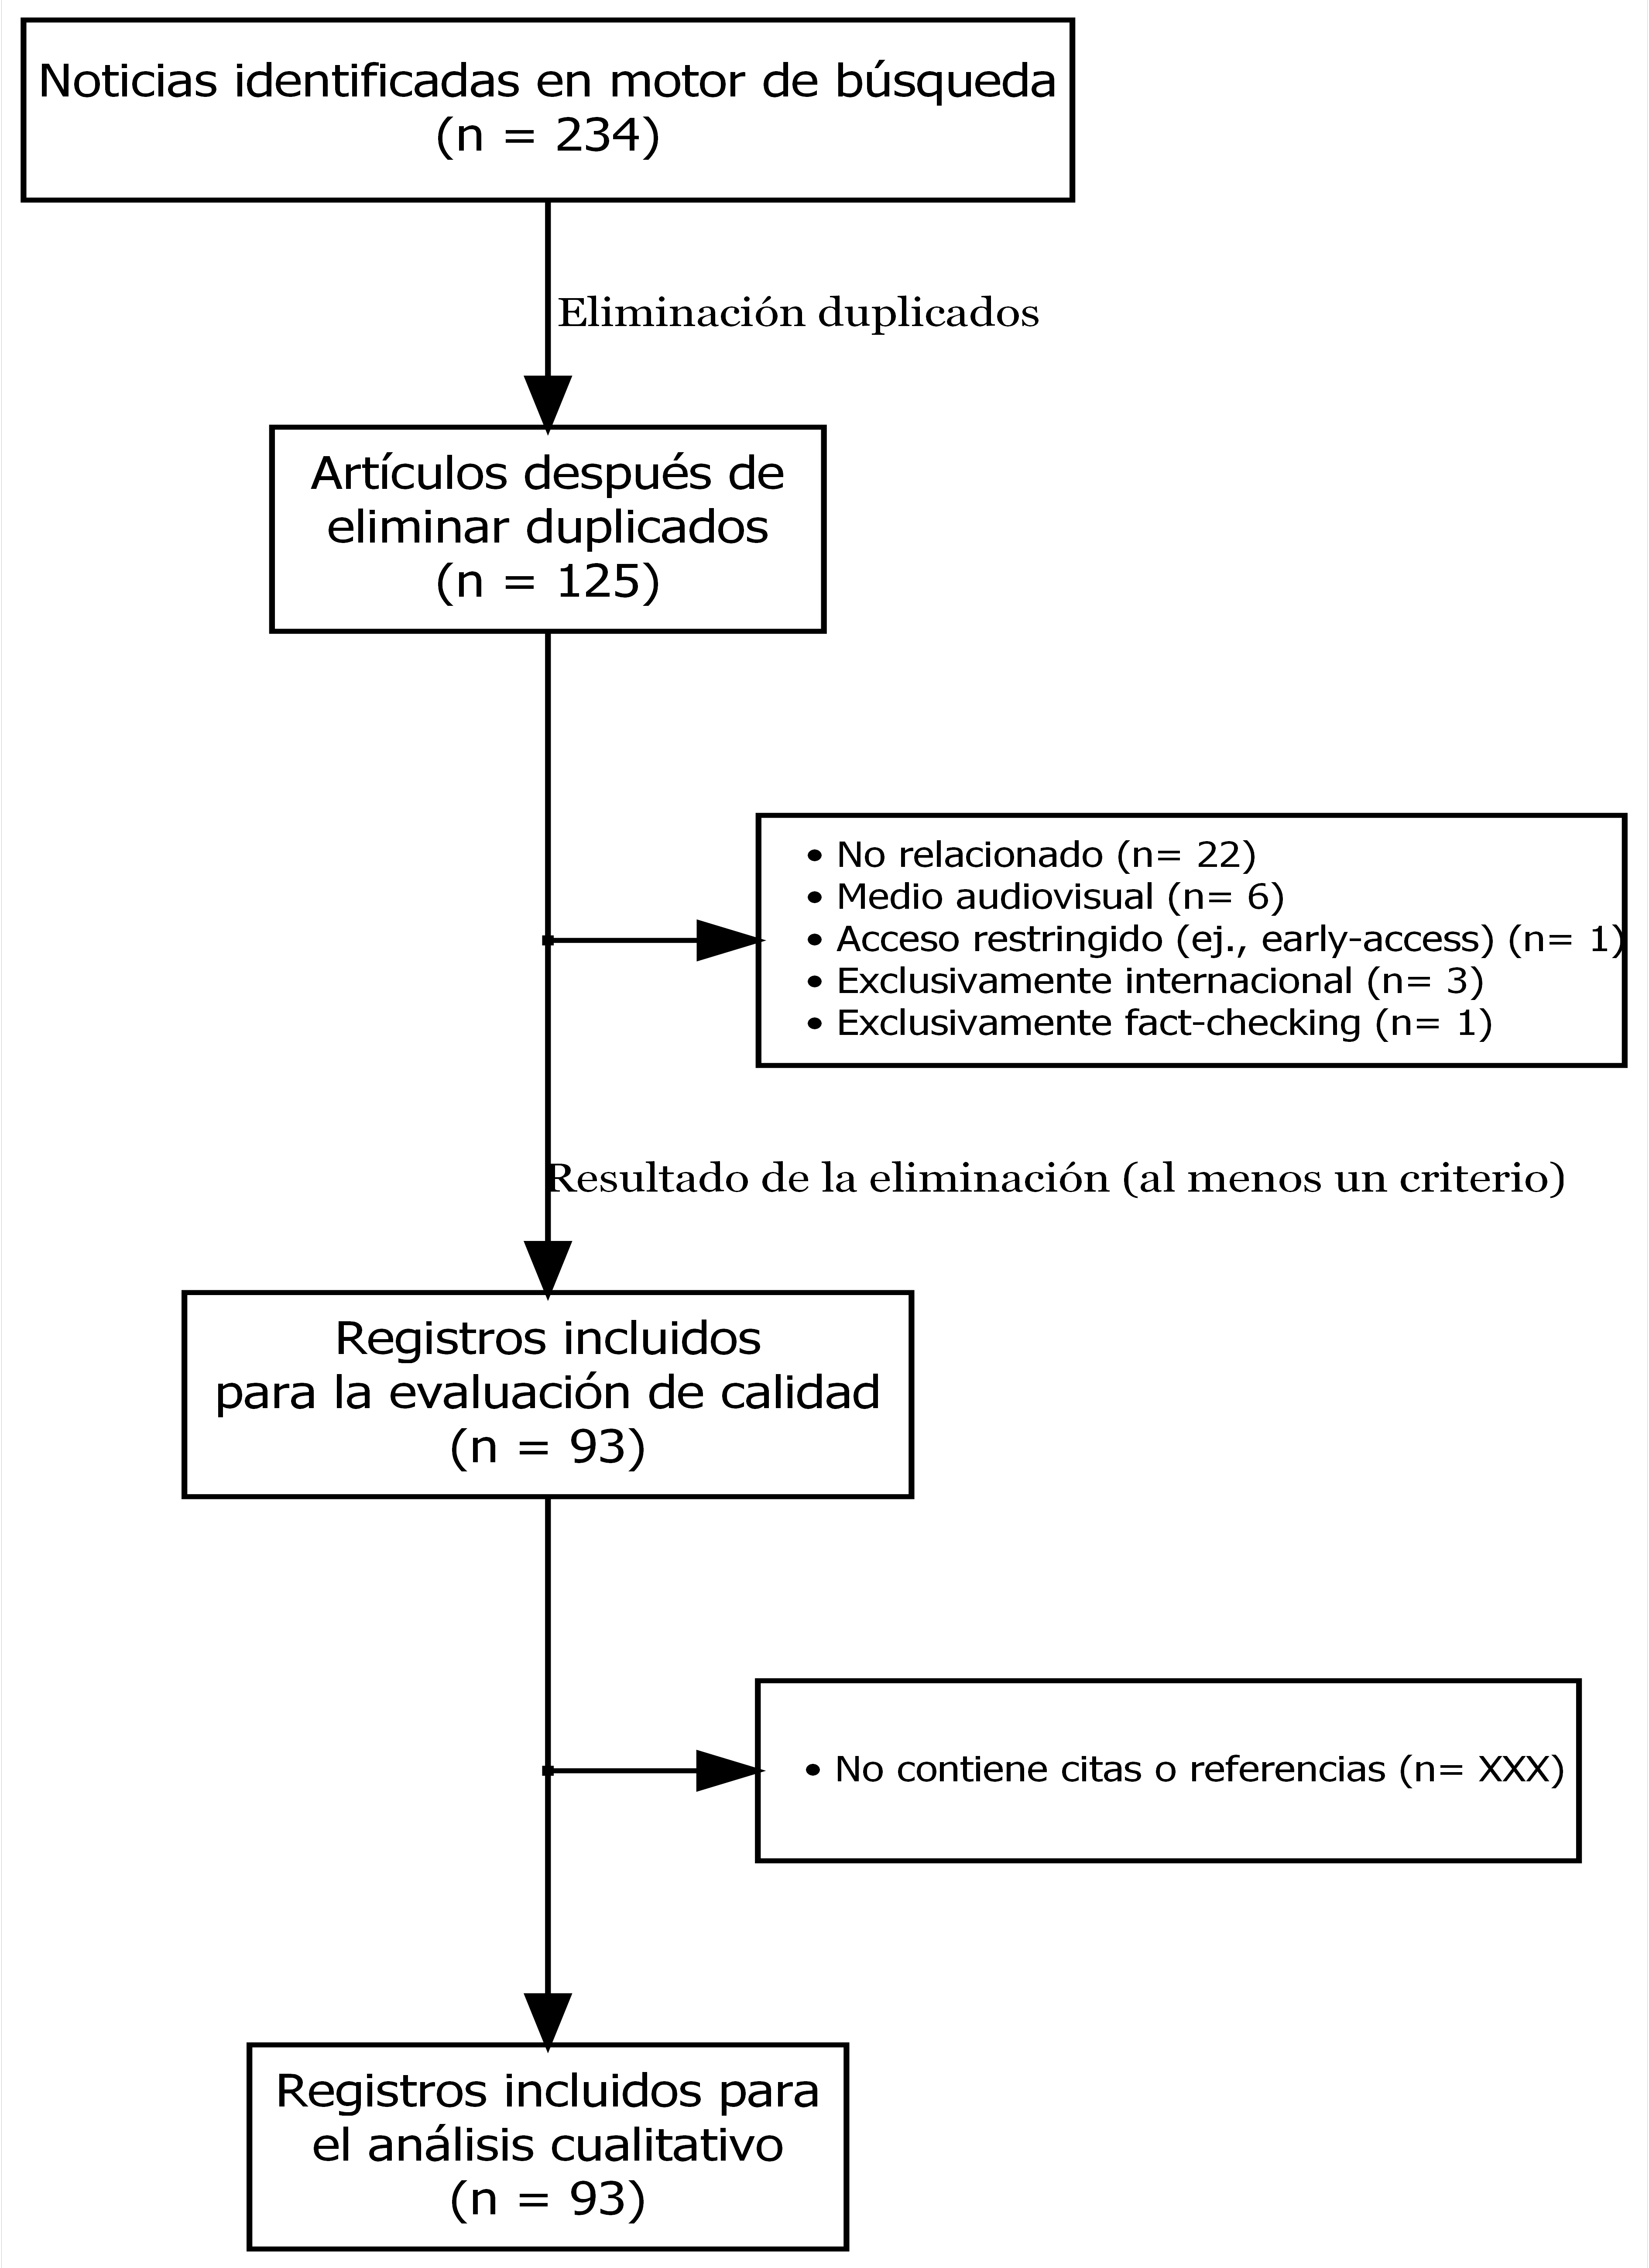 Noticias identificadas en motor de búsqueda
(n = 234)
Eliminación duplicados
Artículos después de
eliminar duplicados
(n = 125)
• No relacionado (n= 22)
• Medio audiovisual (n= 6)
• Acceso restringido (ej., early-access) (n= 1)
• Exclusivamente internacional (n= 3)
• Exclusivamente fact-checking (n= 1)
Resultado de la eliminación (al menos un criterio)
Registros incluidos
para la evaluación de calidad
(n = 93)
• No contiene citas o referencias (n= XXX)
Registros incluidos para
el análisis cualitativo
(n = 93)